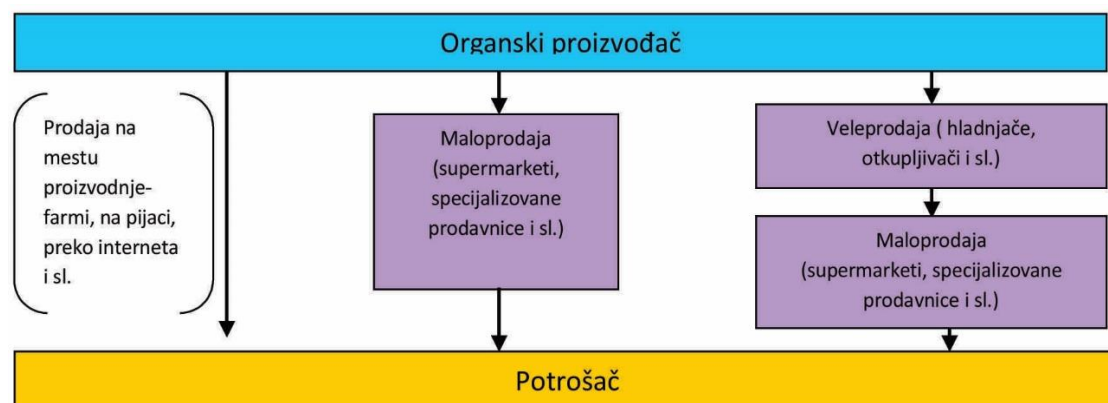 Organski proizvođač
Prodaja na
mestu
proizvodnje-
farmi, na pijaci,
preko interneta
i sl.
Maloprodaja
(supermarketi,
specijalizovane
prodavnice i sl.)
Veleprodaja ( hladnjače,
otkupljivači i sl.)
Maloprodaja
(supermarketi, specijalizovane
prodavnice i sl.)
Potrošač